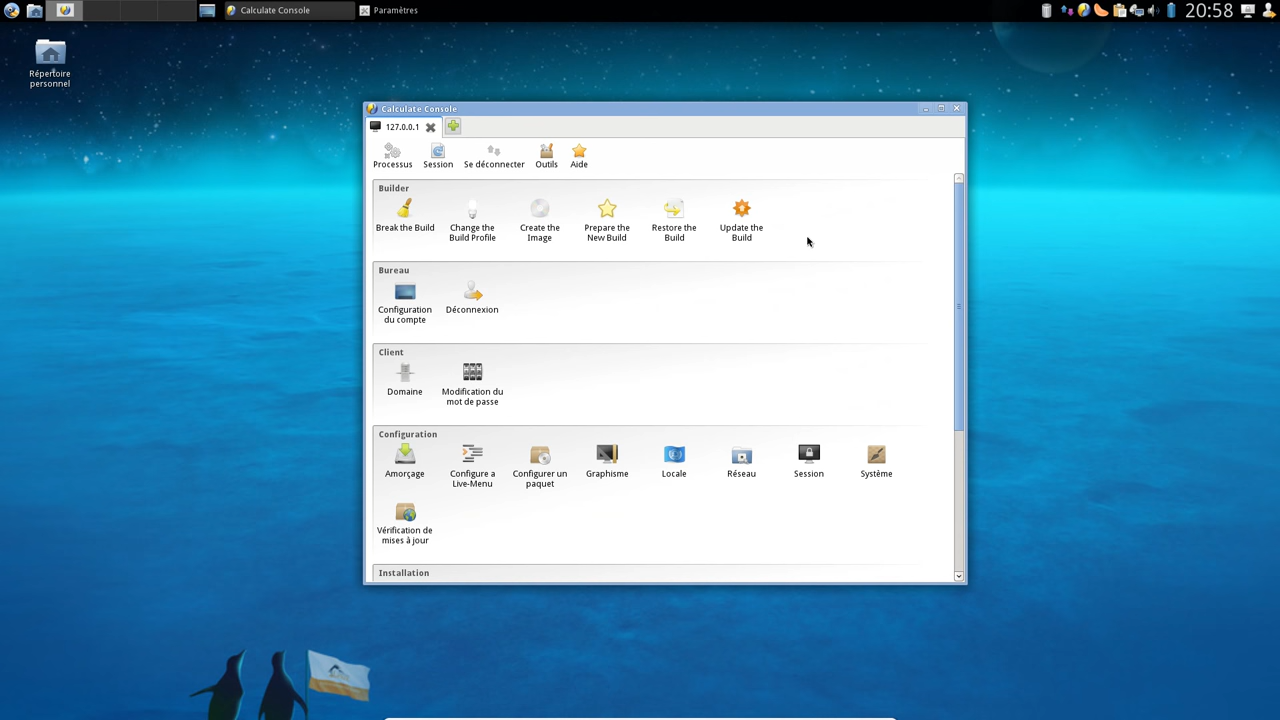 Calculate Console
Paramètres
20:58
Répertoire
personnel
Calculate Console
127.0.0.1
Processus
Session
Se déconnecter
Outils
Aide
Builder
Break the Build
Change the
Build Profile
Create the
Image
Prepare the
New Build
Restore the
Build
Update the
Build
Bureau
Configuration
du compte
Déconnexion
Client
Domaine
Modification du
mot de passe
Configuration
Amorçage
Configure a
Live-Menu
Configurer un
paquet
Graphisme
Locale
Réseau
Session
Système
Vérification de
mises à jour
Installation